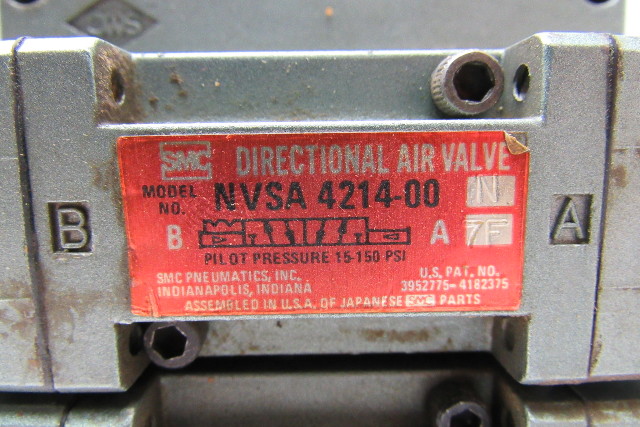 SMC DIRECTIONAL AIR VALVE
MODEL NO. NVSA 4214-00 N
B A 7F
PILOT PRESSURE 15-150 PSI
SMC PNEUMATICS, INC.
INDIANAPOLIS, INDIANA
U.S. PAT. NO.
3952775-4182375
ASSEMBLED IN U.S.A. OF JAPANESE SMC PARTS
B
A